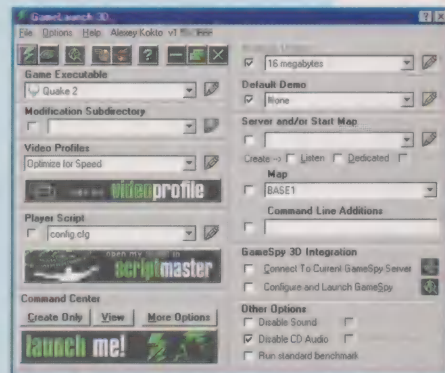 GameLaunch 3D
File Options Help Alexey Kokto v1
Game Executable
Quake 2
Modification Subdirectory
Video Profiles
Optimize for Speed
videoprofile
Player Script
config.cfg
scriptmaster
Command Center
Create Only View More Options
launch me!
16 megabytes
Default Demo
None
Server and/or Start Map
Create --> Listen Dedicated
Map
BASE1
Command Line Additions
GameSpy 3D Integration
Connect To Current GameSpy Server
Configure and Launch GameSpy
Other Options
Disable Sound
Disable CD Audio
Run standard benchmark